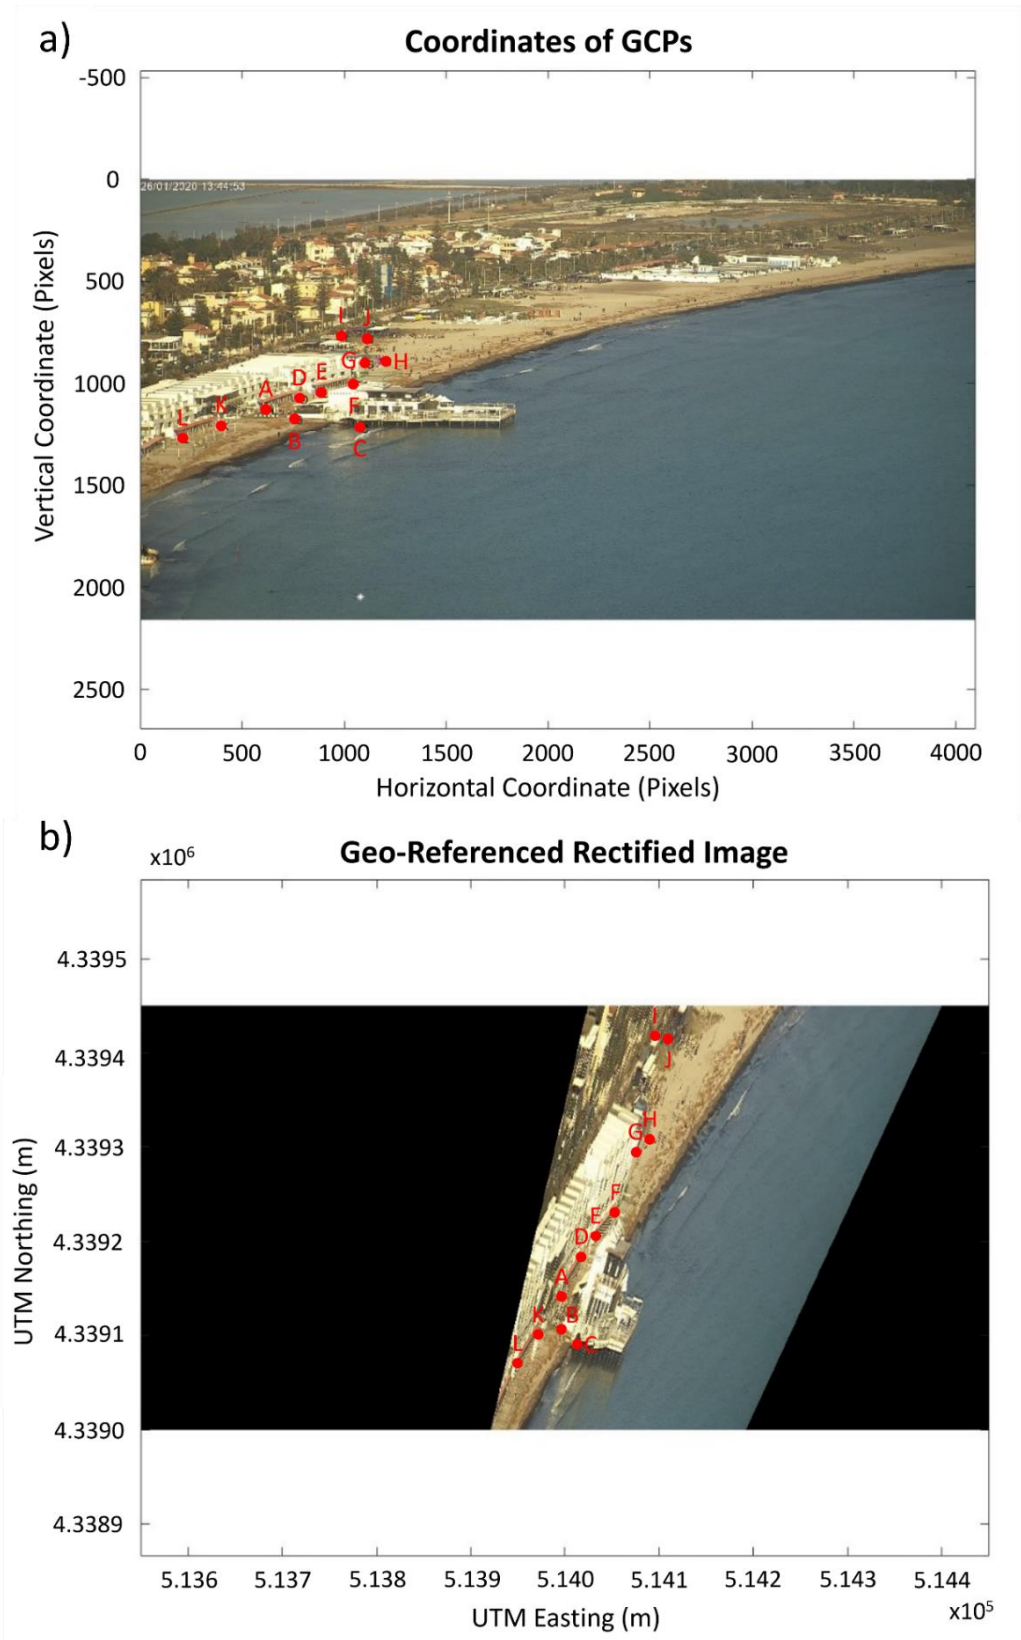 a)
Coordinates of GCPs
-500
0
26/01/2020 13:44:53
500
1000
1500
2000
2500
Vertical Coordinate (Pixels)
I J
G H
D E
A F
L K
B C
0 500 1000 1500 2000 2500 3000 3500 4000
Horizontal Coordinate (Pixels)
b)
Geo-Referenced Rectified Image
x10⁶
4.3395
4.3394
4.3393
4.3392
4.3391
4.3390
4.3389
UTM Northing (m)
I
J
H
G
F
E
D
A
K B
L C
5.136 5.137 5.138 5.139 5.140 5.141 5.142 5.143 5.144
x10⁵
UTM Easting (m)